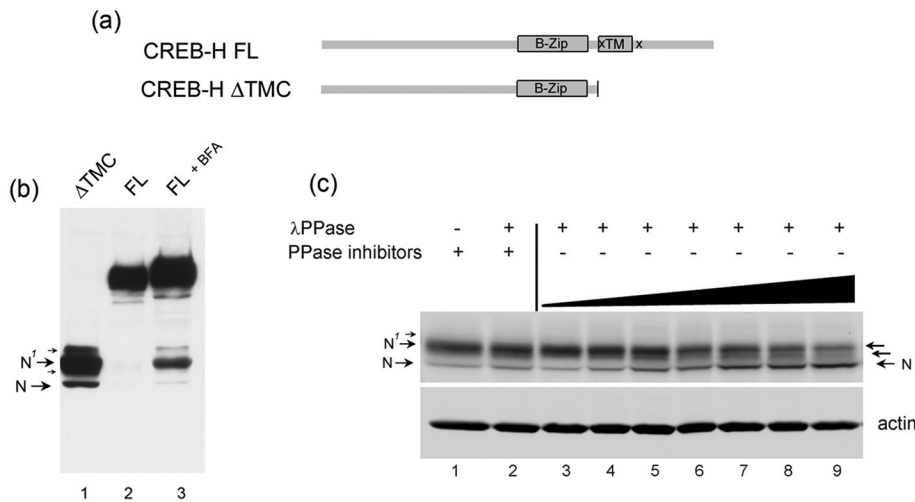 (a)
CREB-H FL
B-Zip
xTM x
CREB-H ΔTMC
B-Zip
(b)
ΔTMC FL FL + BFA
N¹
N
1 2 3
(c)
λPPase - + + + + + + + +
PPase inhibitors + + - - - - - - -
N¹
N
N
actin
1 2 3 4 5 6 7 8 9